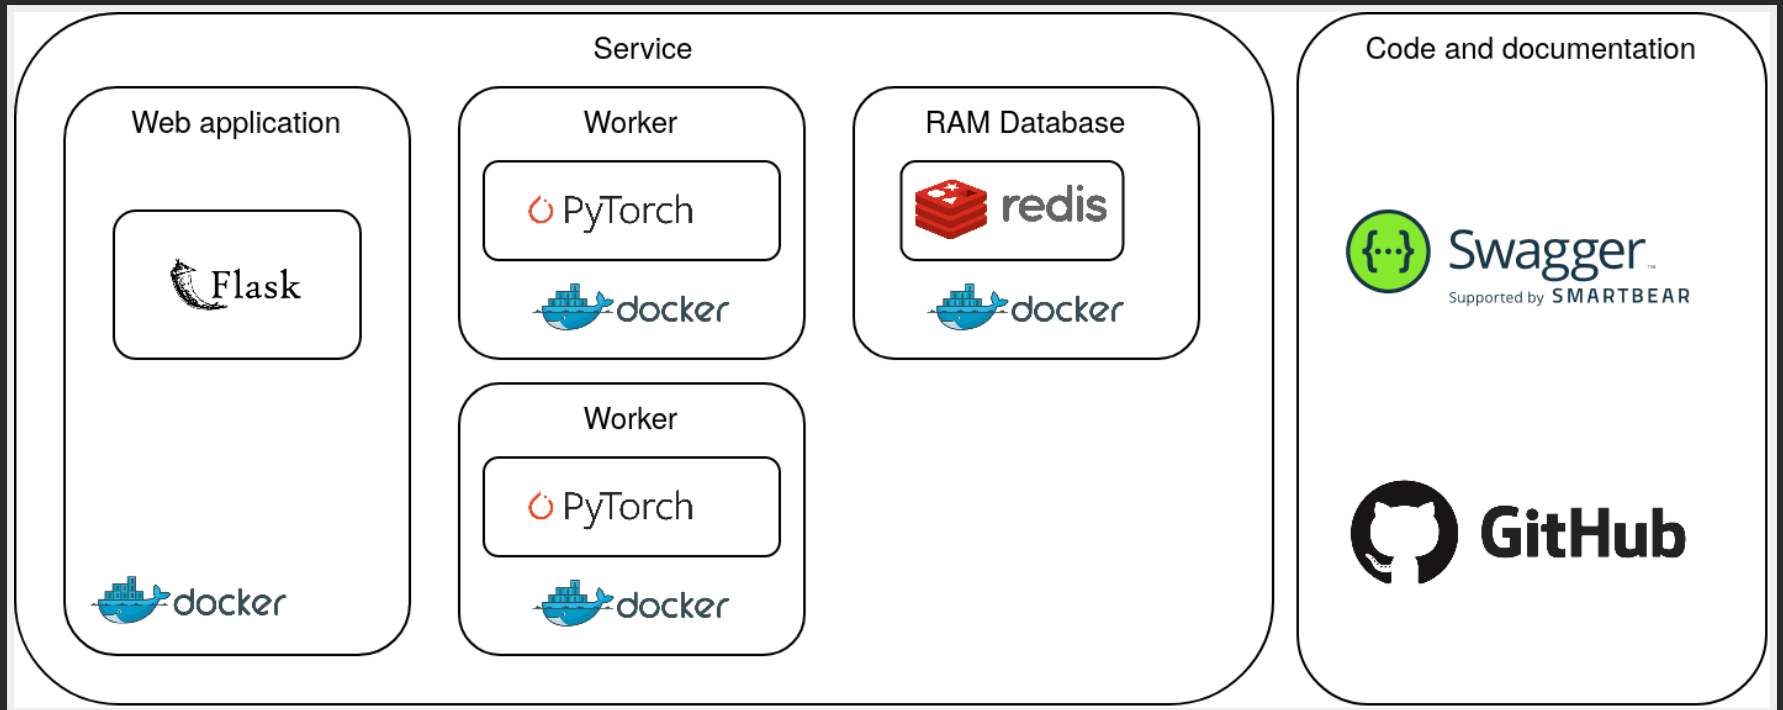 Service
Web application
Flask
docker
Worker
PyTorch
docker
Worker
PyTorch
docker
RAM Database
redis
docker
Code and documentation
{···} Swagger™
Supported by SMARTBEAR
GitHub